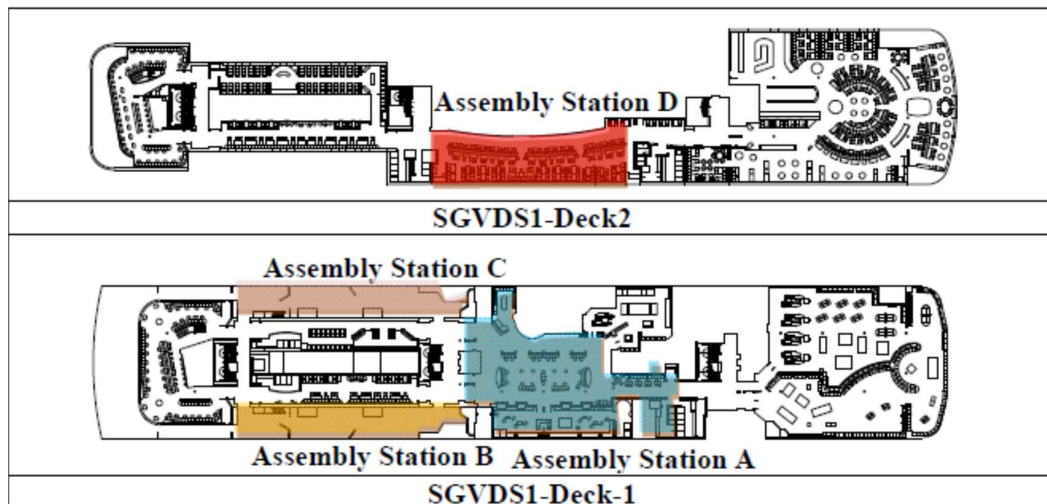 Assembly Station D
SGVDS1-Deck2
Assembly Station C
Assembly Station B
Assembly Station A
SGVDS1-Deck-1